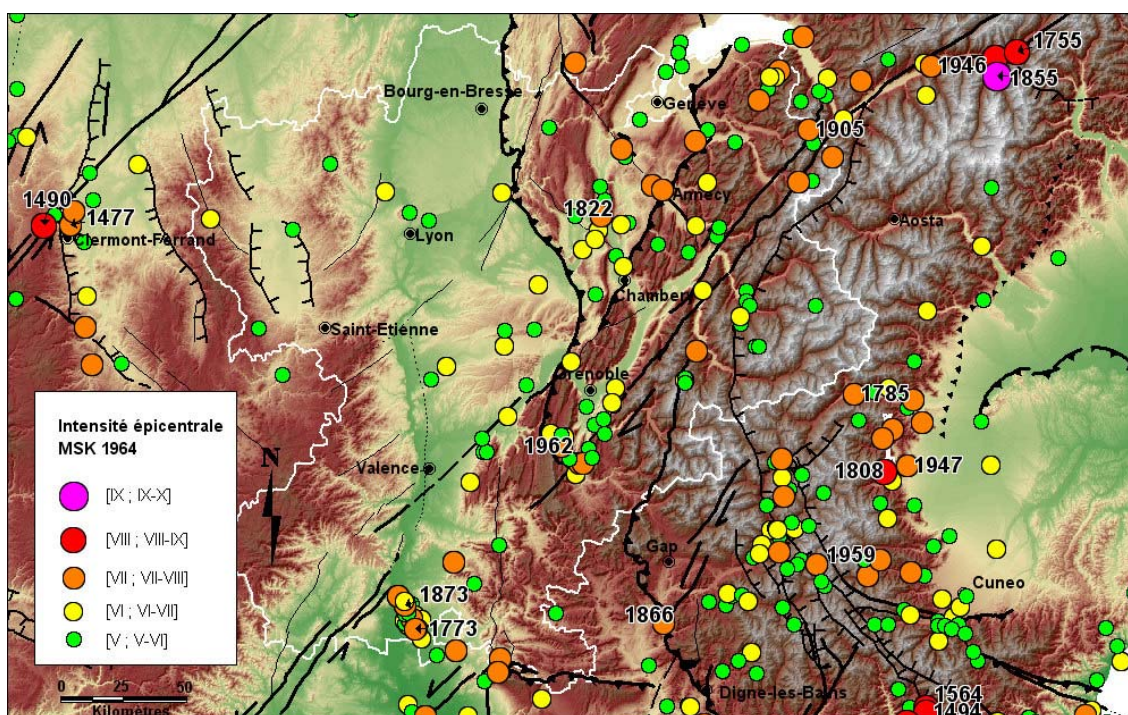 1755
1946
1855
Bourg-en-Bresse
Genève
1905
1490
1477
Annecy
1822
Clermont-Ferrand
Lyon
Aosta
Chambery
Saint-Etienne
Grenoble
1785
Intensité épicentrale
MSK 1964
N
1962
Valence
1808
1947
[IX ; IX-X]
[VIII ; VIII-IX]
[VII ; VII-VIII]
[VI ; VI-VII]
[V ; V-VI]
Gap
1959
Cuneo
1873
1866
1773
0 25 50
Kilomètres
Digne-les-Bains
1564
1494